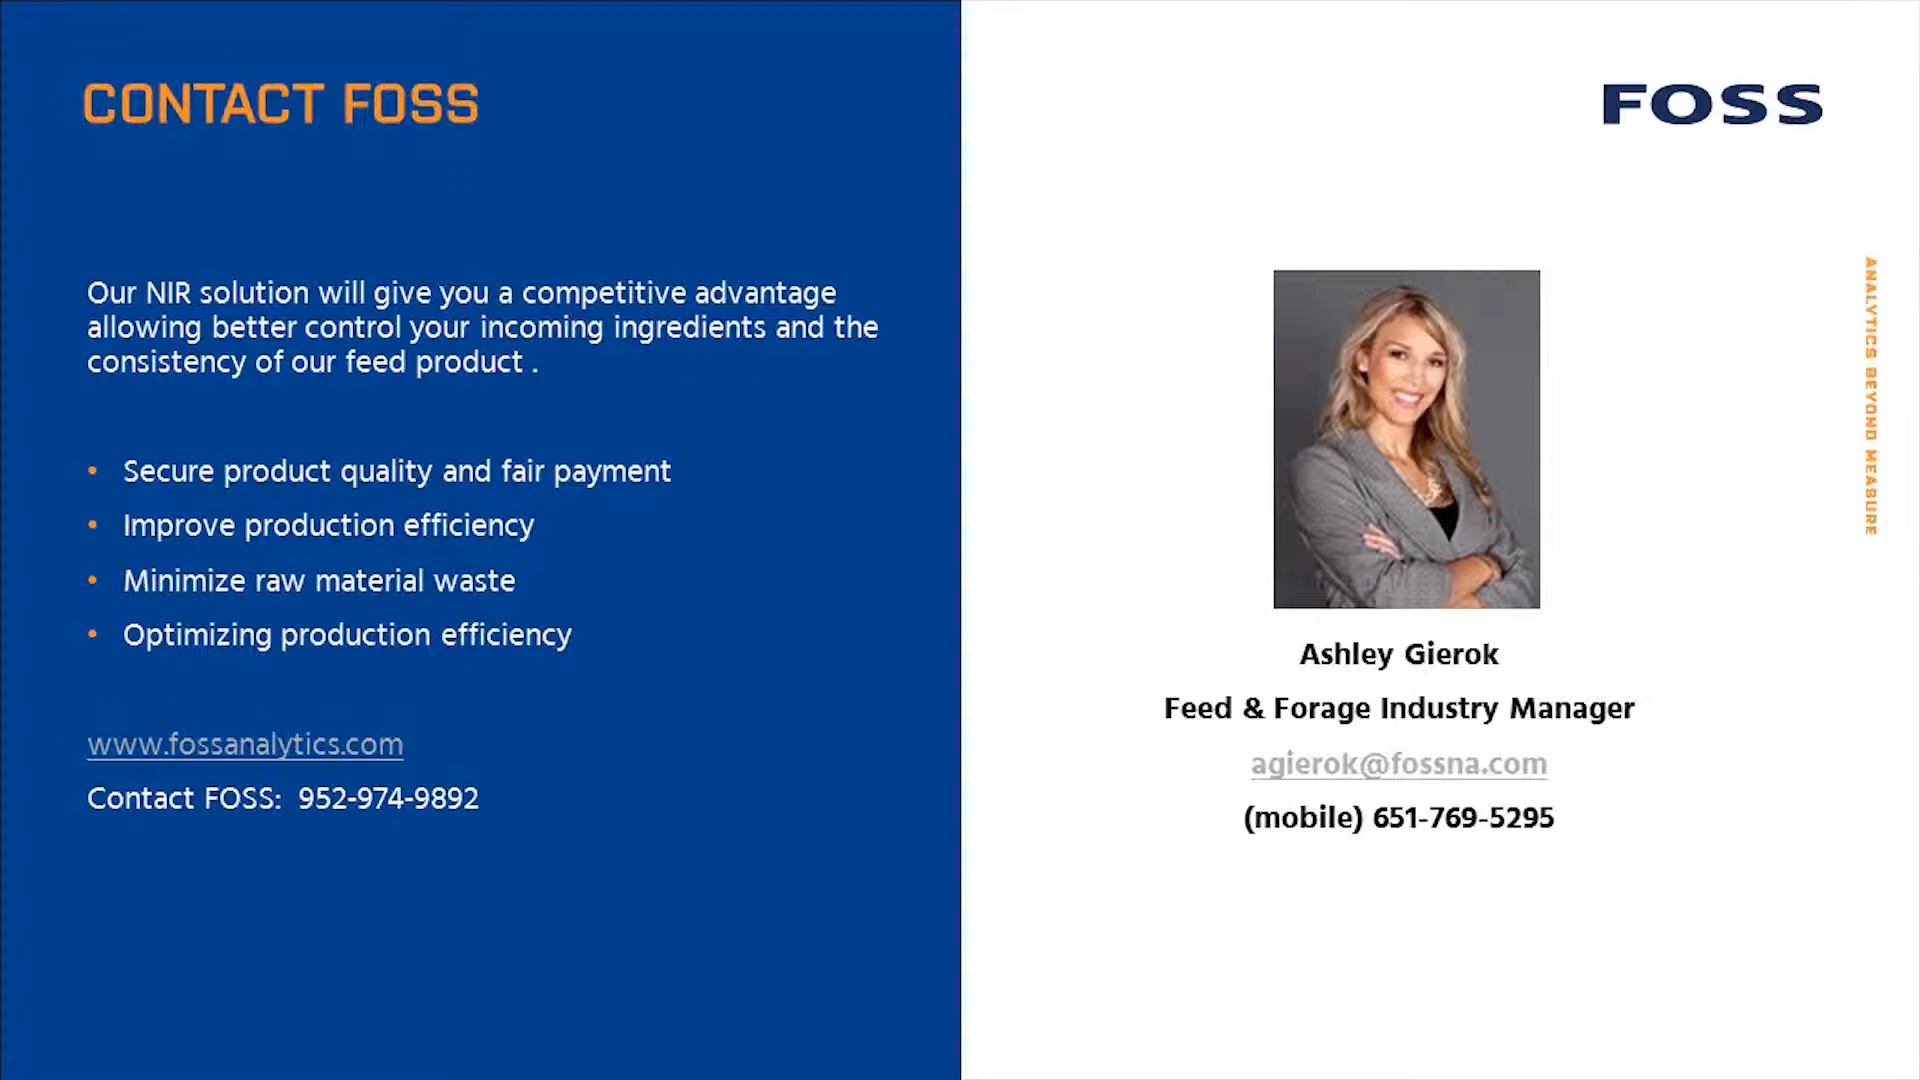 CONTACT FOSS
Our NIR solution will give you a competitive advantage
allowing better control your incoming ingredients and the
consistency of our feed product .
• Secure product quality and fair payment
• Improve production efficiency
• Minimize raw material waste
• Optimizing production efficiency
www.fossanalytics.com
Contact FOSS:  952-974-9892
FOSS
ANALYTICS BEYOND MEASURE
Ashley Gierok
Feed & Forage Industry Manager
agierok@fossna.com
(mobile) 651-769-5295